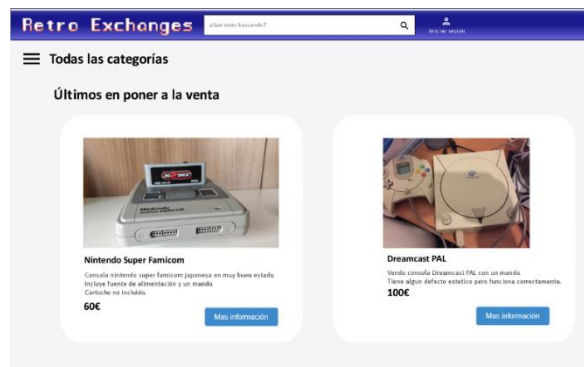 Retro Exchanges
¿Qué estas buscando?
Iniciar sesión
Todas las categorías
Últimos en poner a la venta
Nintendo Super Famicom
Consola nintendo super famicom japonesa en muy buen estado.
Incluye fuente de alimentación y un mando.
Cartucho no incluido.
60€
Mas información
Dreamcast PAL
Vendo consola Dreamcast PAL con un mando.
Tiene algun defecto estetico pero funciona correctamente.
100€
Mas información